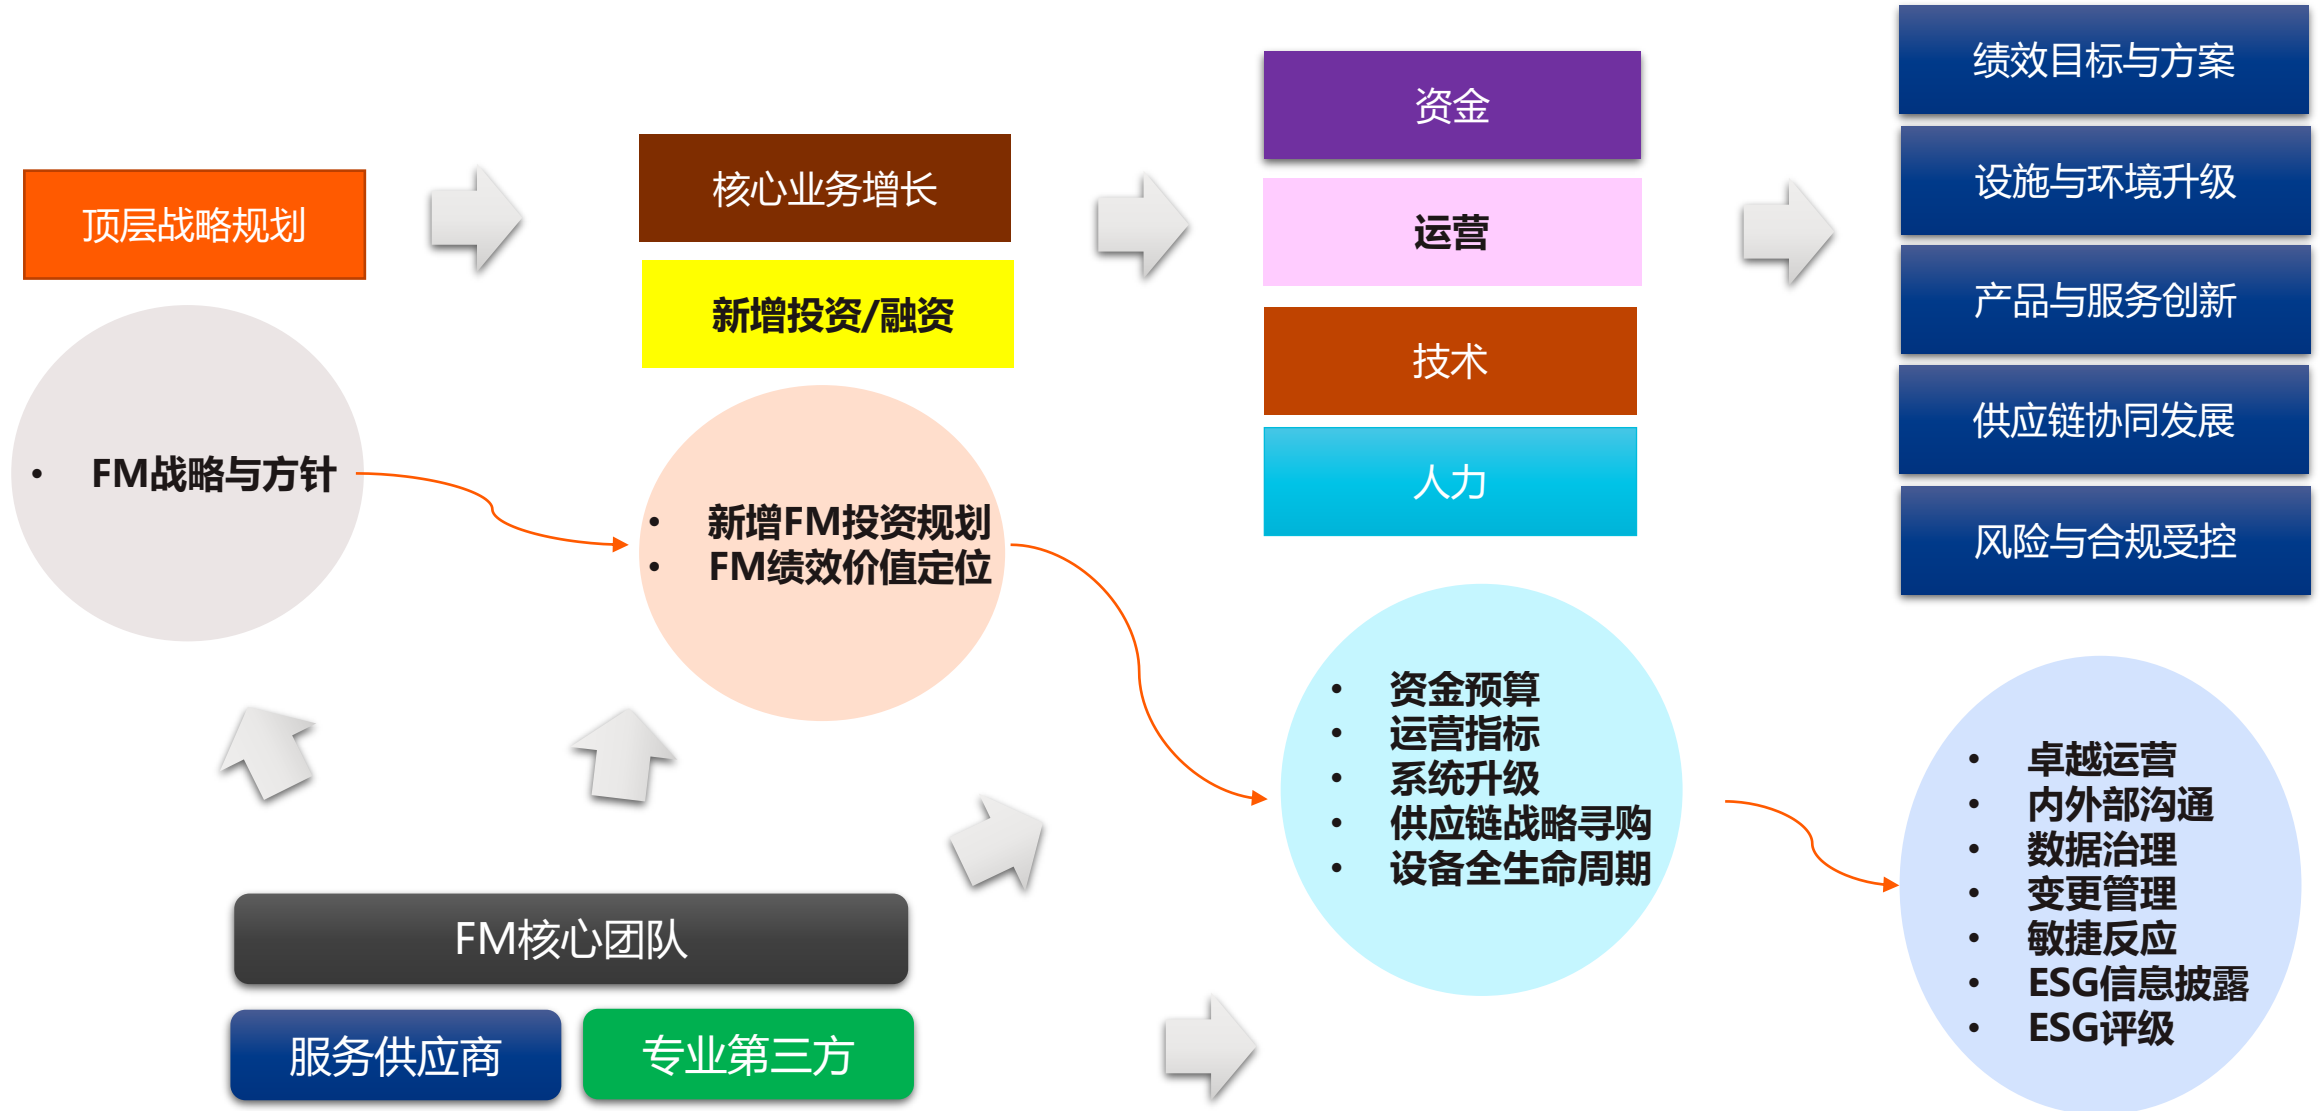 顶层战略规划
• FM战略与方针
核心业务增长
新增投资/融资
• 新增FM投资规划
• FM绩效价值定位
资金
运营
技术
人力
• 资金预算
• 运营指标
• 系统升级
• 供应链战略寻购
• 设备全生命周期
绩效目标与方案
设施与环境升级
产品与服务创新
供应链协同发展
风险与合规受控
• 卓越运营
• 内外部沟通
• 数据治理
• 变更管理
• 敏捷反应
• ESG信息披露
• ESG评级
FM核心团队
服务供应商
专业第三方